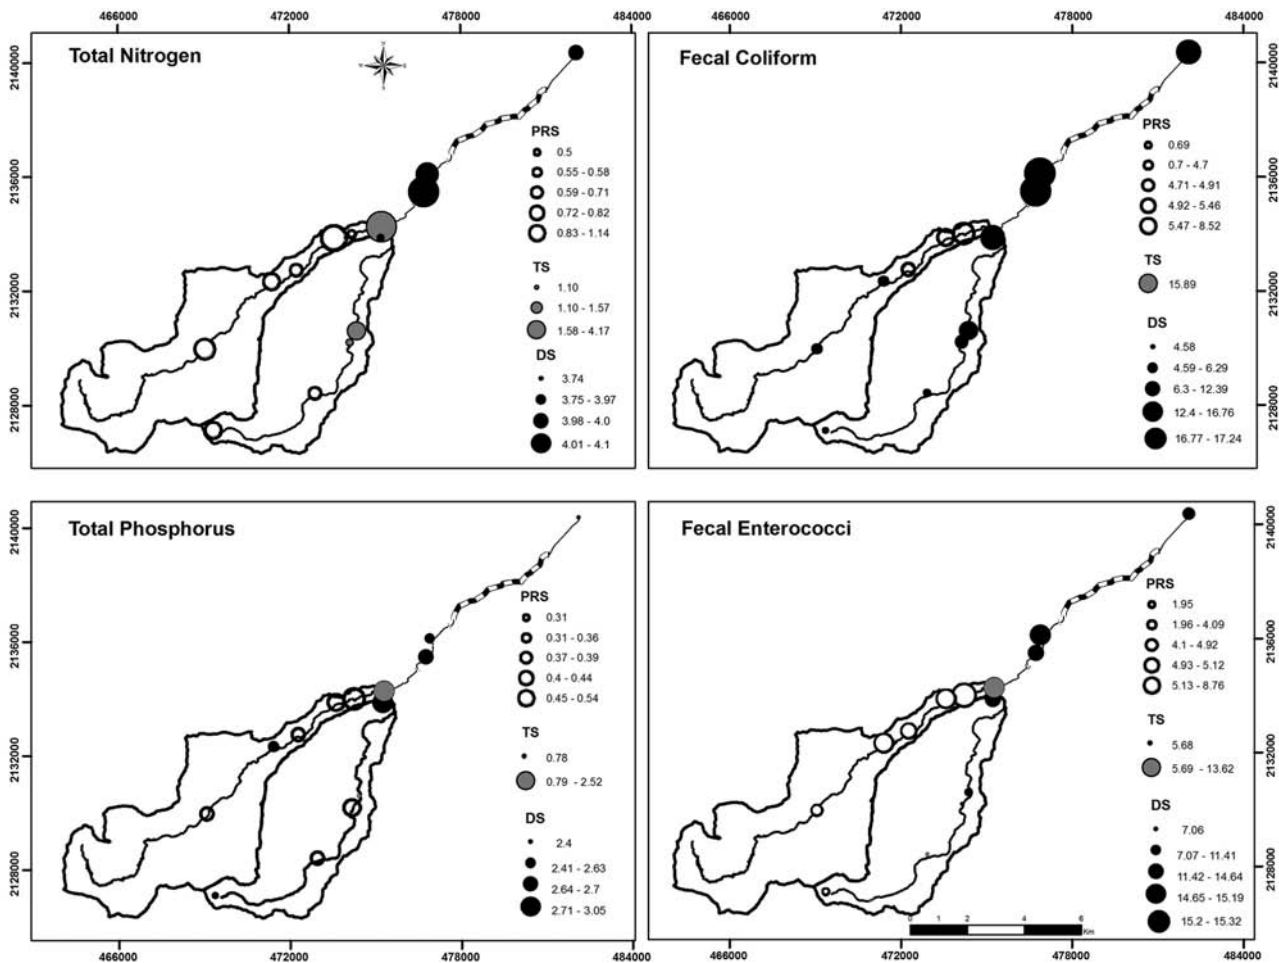 466000 472000 478000 484000
Total Nitrogen
Fecal Coliform
2140000
2136000
2132000
2128000
PRS
0.5
0.55 - 0.58
0.59 - 0.71
0.72 - 0.82
0.83 - 1.14
TS
1.10
1.10 - 1.57
1.58 - 4.17
DS
3.74
3.75 - 3.97
3.98 - 4.0
4.01 - 4.1
466000 472000 478000 484000
PRS
0.69
0.7 - 4.7
4.71 - 4.91
4.92 - 5.46
5.47 - 8.52
TS
15.89
DS
4.58
4.59 - 6.29
6.3 - 12.39
12.4 - 16.76
16.77 - 17.24
2140000
2136000
2132000
2128000
Total Phosphorus
2140000
2136000
2132000
2128000
PRS
0.31
0.31 - 0.36
0.37 - 0.39
0.4 - 0.44
0.45 - 0.54
TS
0.78
0.79 - 2.52
DS
2.4
2.41 - 2.63
2.64 - 2.7
2.71 - 3.05
466000 472000 478000 484000
Fecal Enterococci
PRS
1.95
1.96 - 4.09
4.1 - 4.92
4.93 - 5.12
5.13 - 8.76
TS
5.68
5.69 - 13.62
DS
7.06
7.07 - 11.41
11.42 - 14.64
14.65 - 15.19
15.2 - 15.32
2140000
2136000
2132000
2128000
0 1 2 4 6
Km
466000 472000 478000 484000